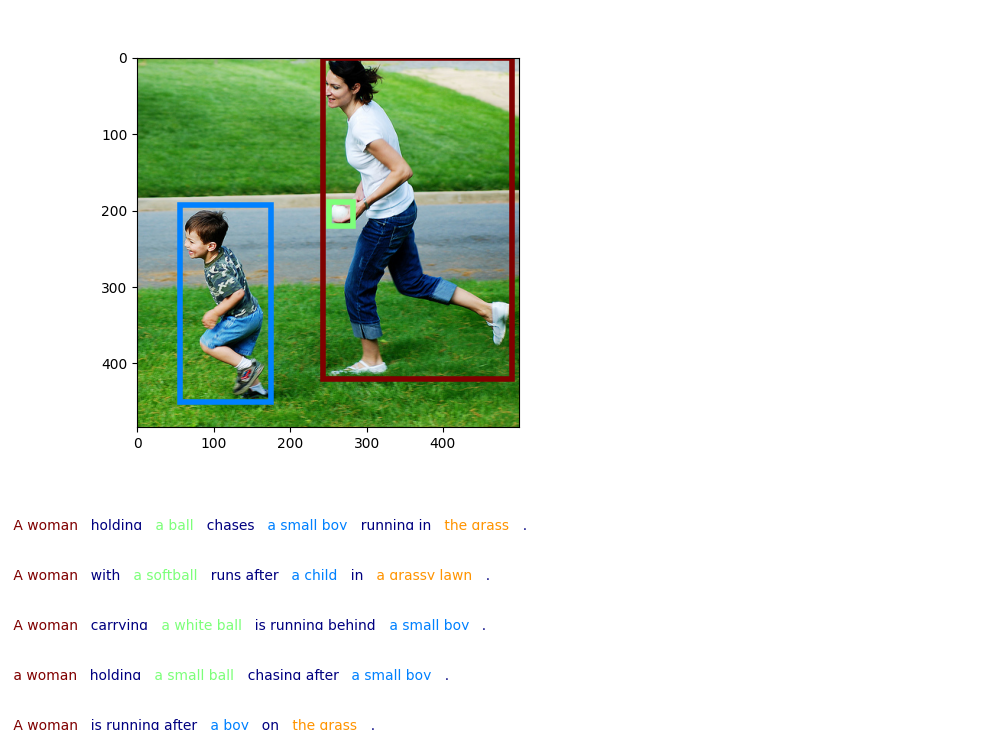 0
100
200
300
400
0 100 200 300 400
A woman holding a ball chases a small boy running in the grass .
A woman with a softball runs after a child in a grassy lawn .
A woman carrying a white ball is running behind a small boy .
a woman holding a small ball chasing after a small boy .
A woman is running after a boy on the grass .